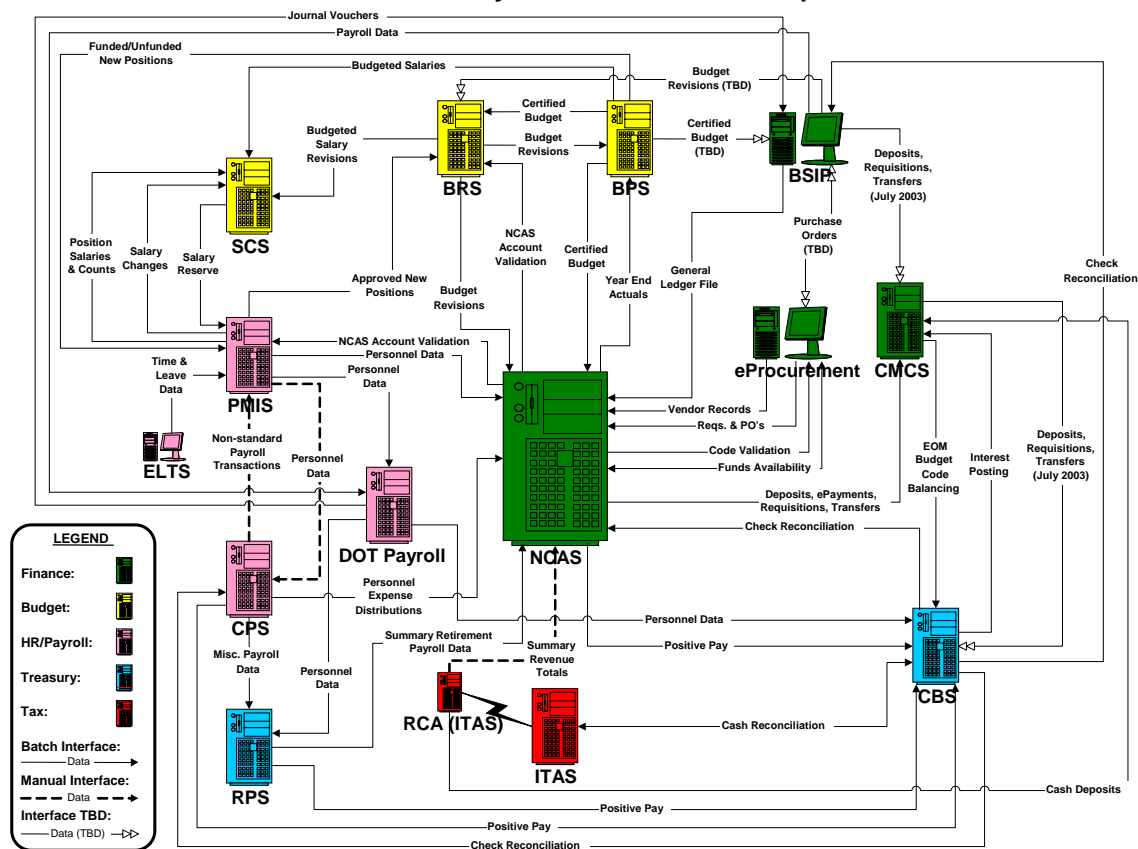 Journal Vouchers
Payroll Data
Funded/Unfunded
New Positions
Budgeted Salaries
Budget
Revisions (TBD)
Certified
Budget
Certified
Budget
(TBD)
Budgeted
Salary
Revisions
Budget
Revisions
BRS
BPS
BSIP
Deposits,
Requisitions,
Transfers
(July 2003)
SCS
Position
Salaries
& Counts
Salary
Changes
Salary
Reserve
Approved New
Positions
Budget
Revisions
NCAS
Account
Validation
Certified
Budget
Year End
Actuals
General
Ledger File
Purchase
Orders
(TBD)
Check
Reconciliation
NCAS Account Validation
Personnel Data
Personnel
Data
Time &
Leave
Data
PMIS
eProcurement
CMCS
Vendor Records
Reqs. & PO's
Code Validation
Funds Availability
ELTS
Non-standard
Payroll
Transactions
Personnel
Data
EOM
Budget
Code
Balancing
Interest
Posting
Deposits,
Requisitions,
Transfers
(July 2003)
Deposits, ePayments,
Requisitions, Transfers
Check Reconciliation
DOT Payroll
NCAS
LEGEND
Finance:
Budget:
HR/Payroll:
Treasury:
Tax:
Batch Interface:
Data
Manual Interface:
Data
Interface TBD:
Data (TBD)
CPS
Personnel
Expense
Distributions
Personnel Data
Positive Pay
Misc. Payroll
Data
Personnel
Data
Summary Retirement
Payroll Data
Summary
Revenue
Totals
RCA (ITAS)
ITAS
Cash Reconciliation
CBS
RPS
Cash Deposits
Positive Pay
Positive Pay
Check Reconciliation